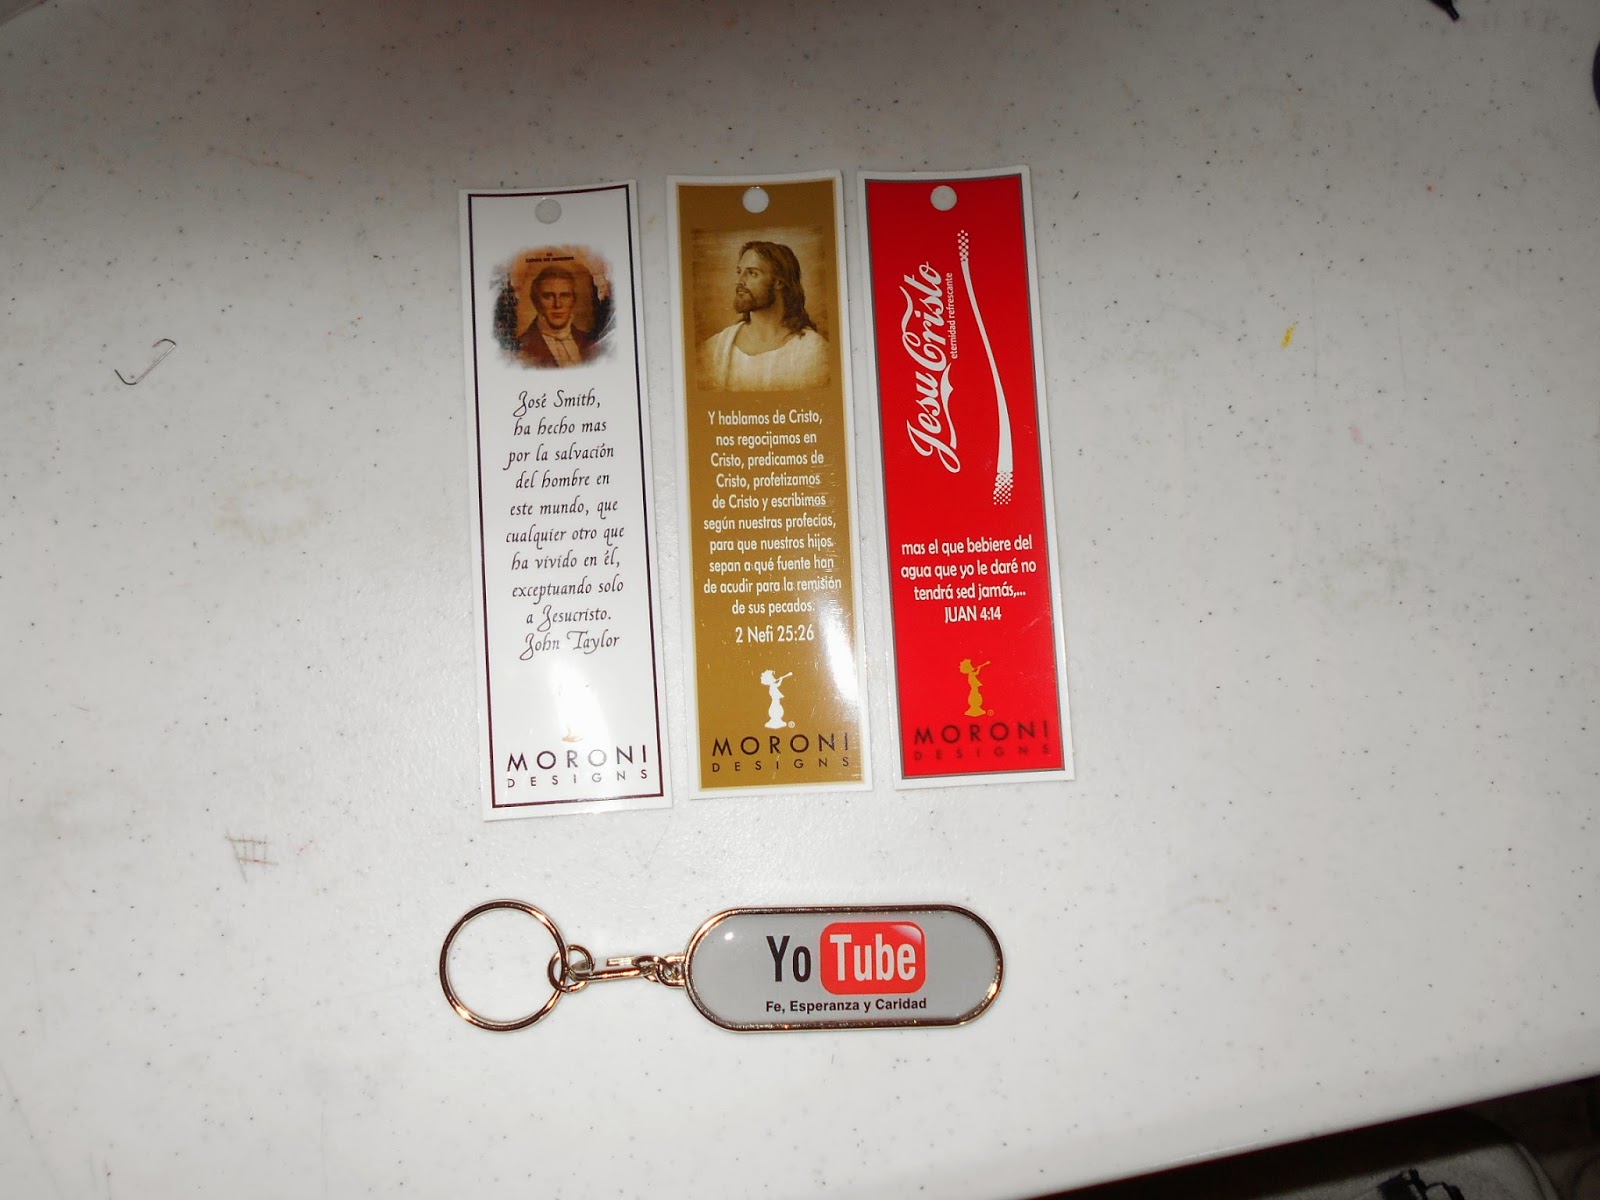 José Smith,
ha hecho mas
por la salvación
del hombre en
este mundo, que
cualquier otro que
ha vivido en él,
exceptuando solo
a Jesucristo.
John Taylor
MORONI
DESIGNS
Y hablamos de Cristo,
nos regocijamos en
Cristo, predicamos de
Cristo, profetizamos
de Cristo y escribimos
según nuestras profecías,
para que nuestros hijos
sepan a qué fuente han
de acudir para la remisión
de sus pecados.
2 Nefi 25:26
®
MORONI
DESIGNS
JesuCristo
eternidad refrescante
mas el que bebiere del
agua que yo le daré no
tendrá sed jamás,...
JUAN 4:14
®
MORONI
DESIGNS
Yo Tube
Fe, Esperanza y Caridad